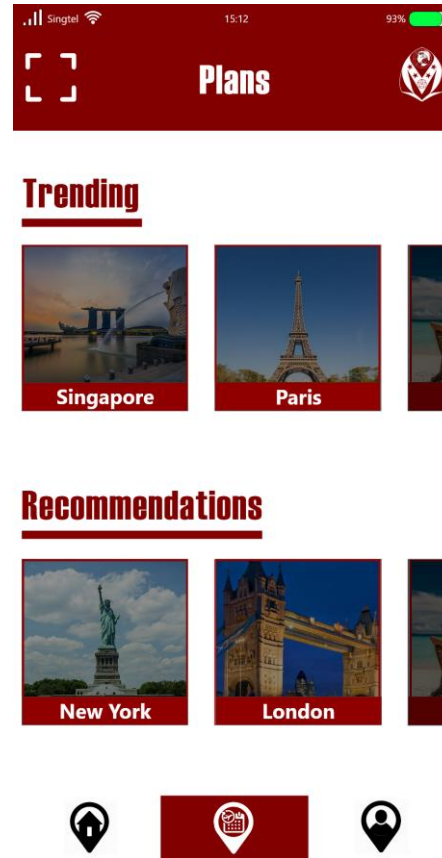 Singtel 15:12 93%
Plans
Trending
Singapore Paris
Recommendations
New York London